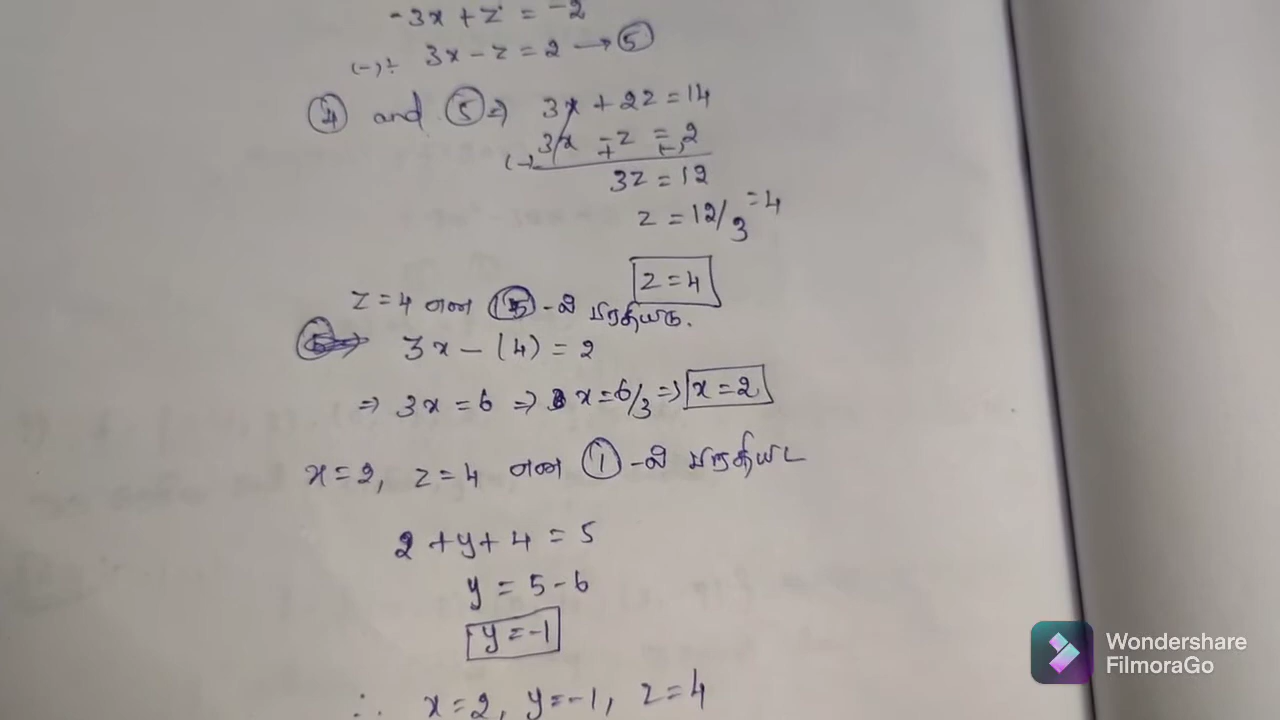 -3x + z = -2
(-) ÷ 3x - z = 2 → ⑤
④ and ⑤ ⇒ 3x + 2z = 14
(-) 3x - z = 2
+ (-)
3z = 12
z = 12/3 = 4
z = 4
z = 4 என ⑤ -ல் பிரதியிடு.
3x - (4) = 2
⇒ 3x = 6 ⇒ x = 6/3 ⇒ x = 2
x = 2, z = 4 என ① -ல் பிரதியிட
2 + y + 4 = 5
y = 5 - 6
y = -1
∴ x = 2, y = -1, z = 4
Wondershare
FilmoraGo